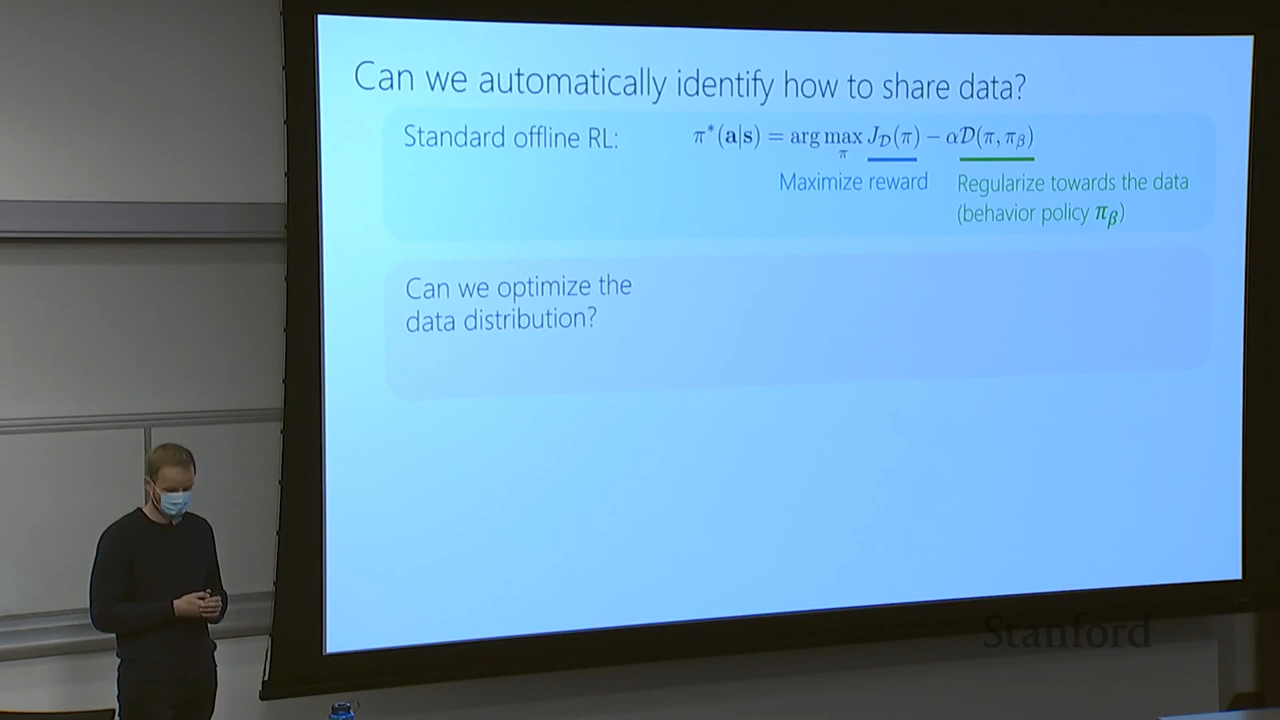 Can we automatically identify how to share data?
Standard offline RL: π*(a|s) = arg max_π J_D(π) − αD(π, π_β)
Maximize reward
Regularize towards the data
(behavior policy π_β)
Can we optimize the
data distribution?
Stanford